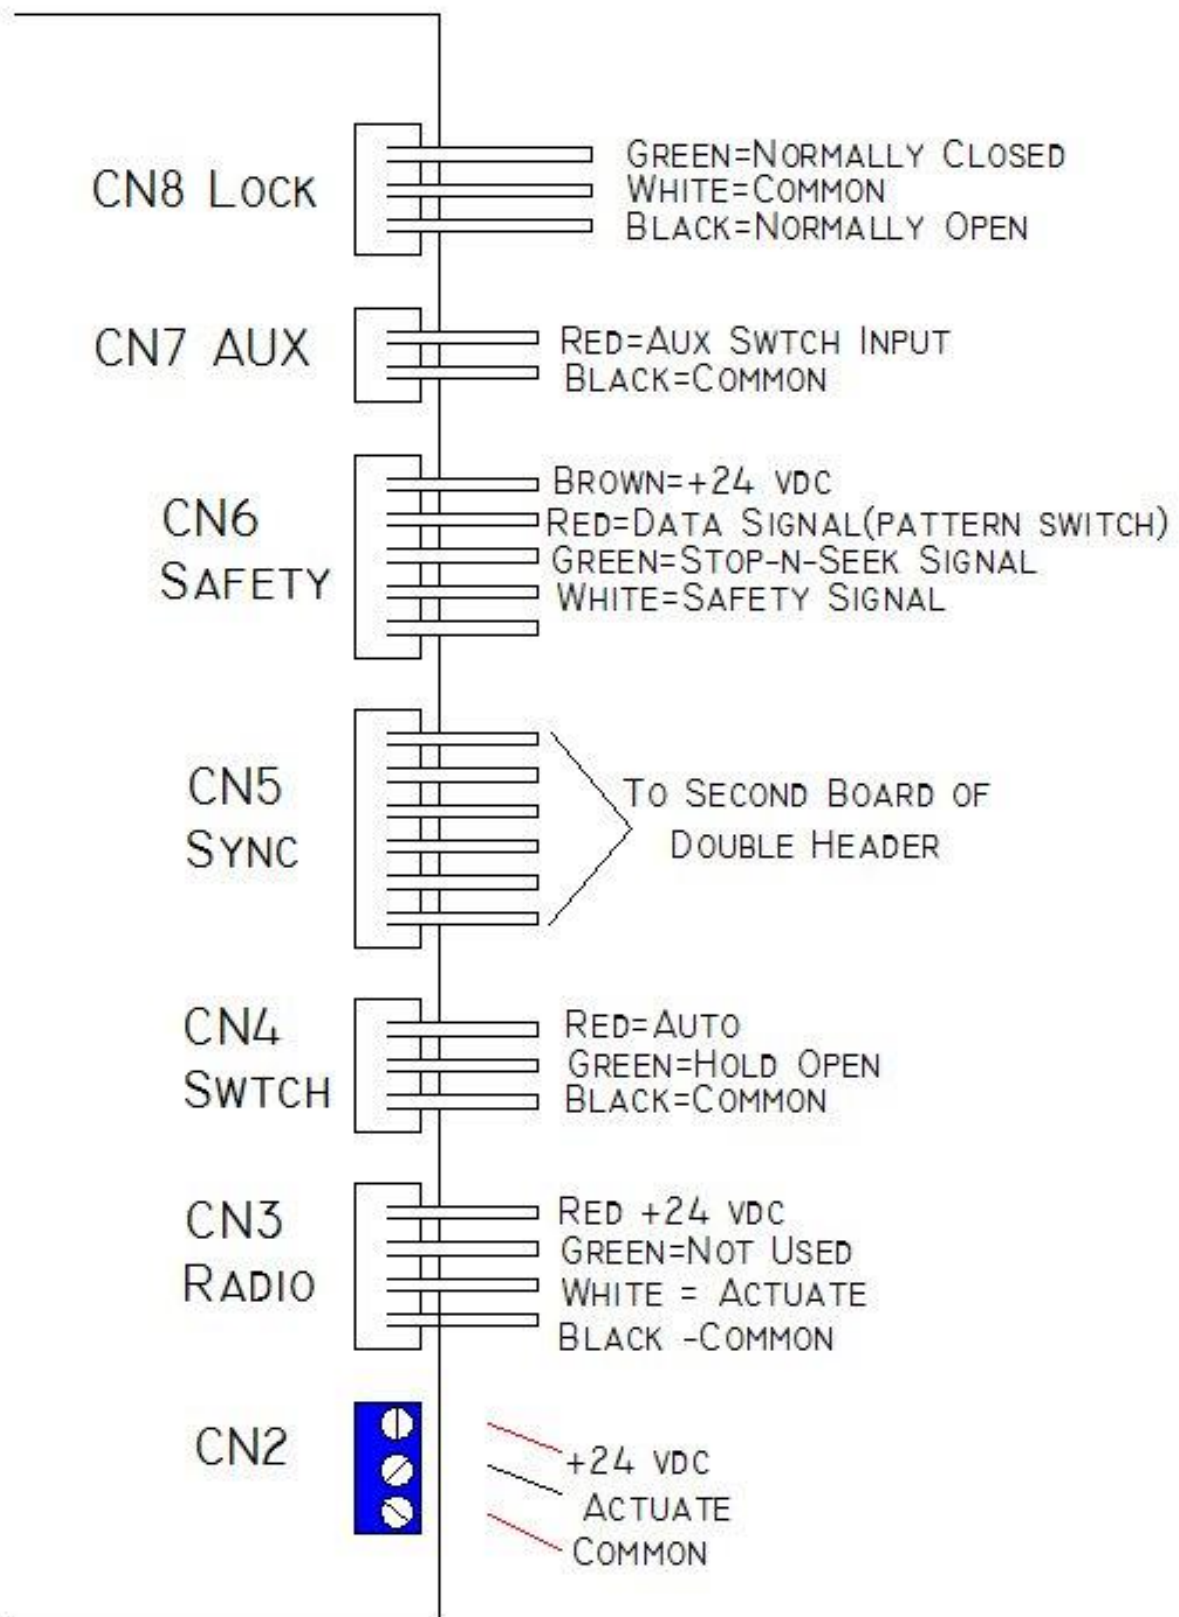 CN8 LOCK
GREEN=NORMALLY CLOSED
WHITE=COMMON
BLACK=NORMALLY OPEN
CN7 AUX
RED=AUX SWTCH INPUT
BLACK=COMMON
CN6
SAFETY
BROWN=+24 VDC
RED=DATA SIGNAL(PATTERN SWITCH)
GREEN=STOP-N-SEEK SIGNAL
WHITE=SAFETY SIGNAL
CN5
SYNC
TO SECOND BOARD OF
DOUBLE HEADER
CN4
SWTCH
RED=AUTO
GREEN=HOLD OPEN
BLACK=COMMON
CN3
RADIO
RED +24 VDC
GREEN=NOT USED
WHITE = ACTUATE
BLACK -COMMON
CN2
+24 VDC
ACTUATE
COMMON